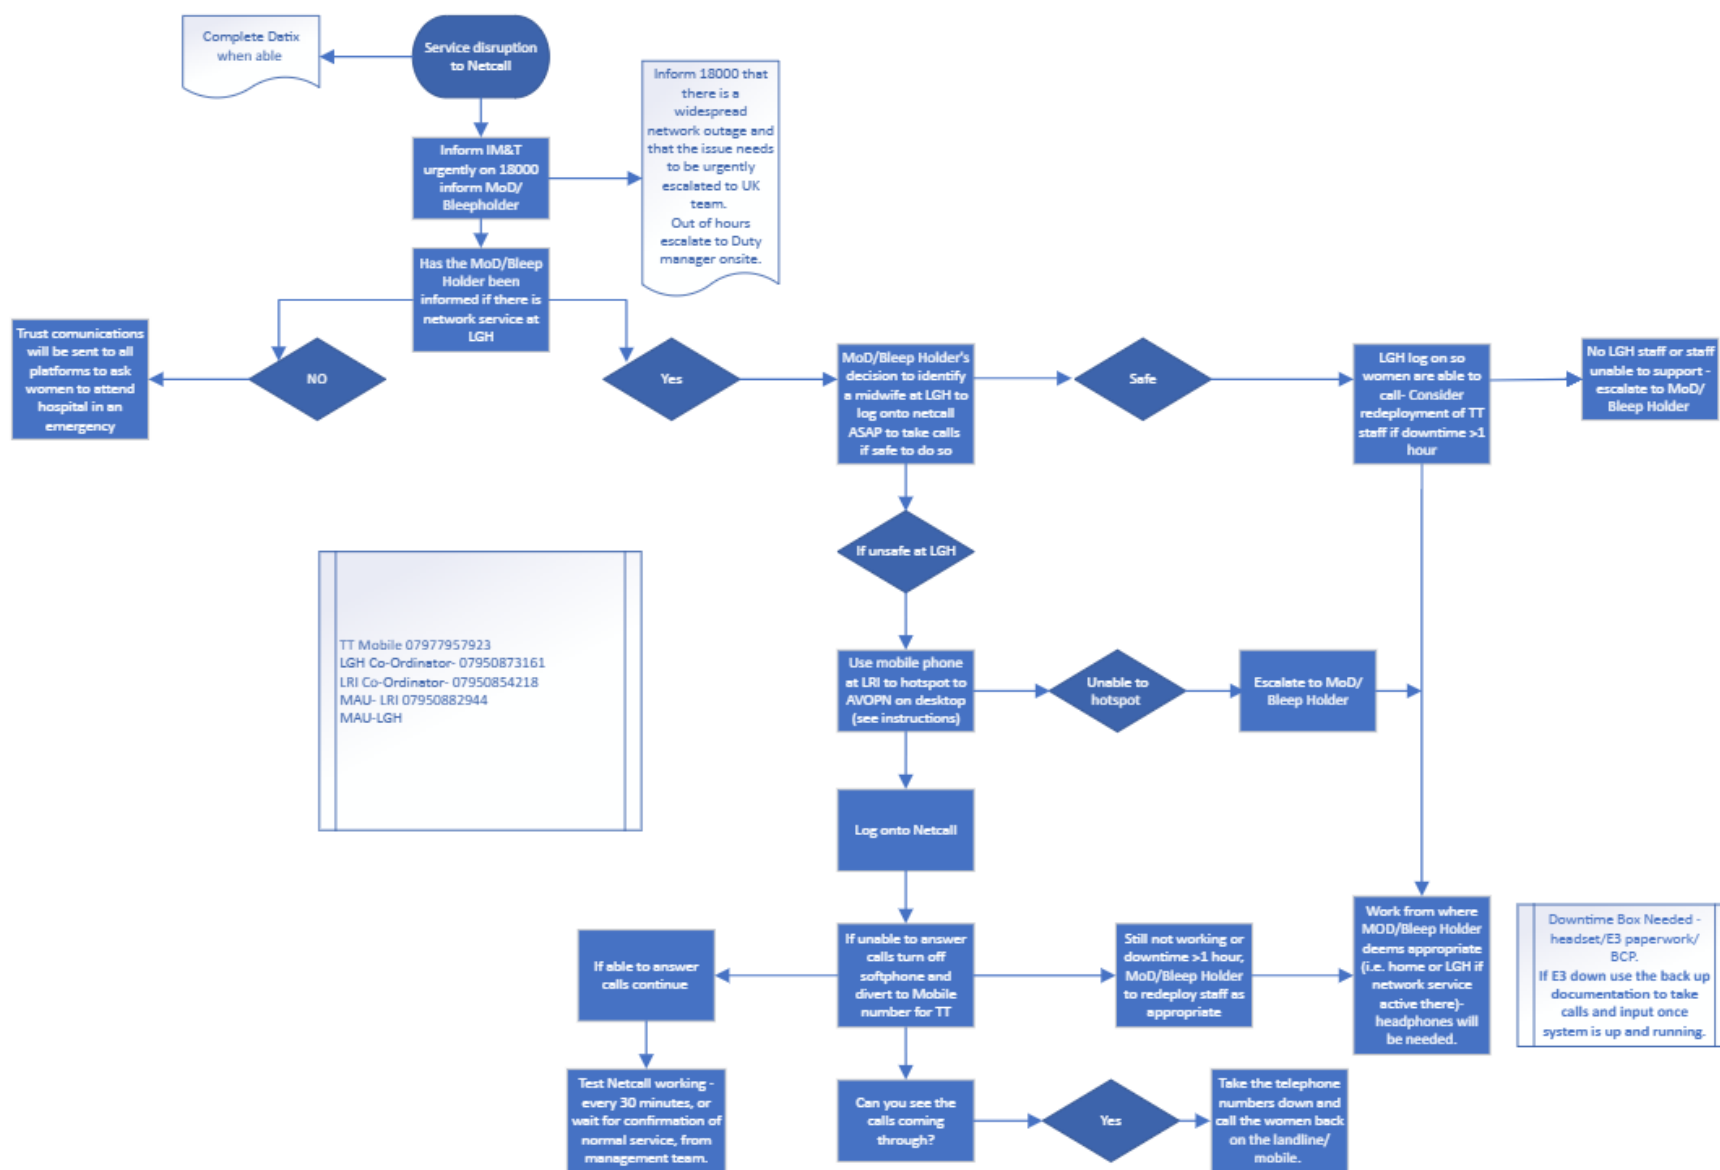 Complete Datix
when able
Service disruption
to Netcall
Inform 18000 that
there is a
widespread
network outage and
that the issue needs
to be urgently
escalated to UK
team.
Out of hours
escalate to Duty
manager onsite.
Inform IM&T
urgently on 18000
inform MoD/
Bleepholder
Has the MoD/Bleep
Holder been
informed if there is
network service at
LGH
Trust comunications
will be sent to all
platforms to ask
women to attend
hospital in an
emergency
NO
Yes
MoD/Bleep Holder's
decision to identify
a midwife at LGH to
log onto netcall
ASAP to take calls
if safe to do so
Safe
LGH log on so
women are able to
call- Consider
redeployment of TT
staff if downtime >1
hour
No LGH staff or staff
unable to support -
escalate to MoD/
Bleep Holder
If unsafe at LGH
TT Mobile 07977957923
LGH Co-Ordinator- 07950873161
LRI Co-Ordinator- 07950854218
MAU- LRI 07950882944
MAU-LGH
Use mobile phone
at LRI to hotspot to
AVOPN on desktop
(see instructions)
Unable to
hotspot
Escalate to MoD/
Bleep Holder
Log onto Netcall
If able to answer
calls continue
If unable to answer
calls turn off
softphone and
divert to Mobile
number for TT
Still not working or
downtime >1 hour,
MoD/Bleep Holder
to redeploy staff as
appropriate
Work from where
MOD/Bleep Holder
deems appropriate
(i.e. home or LGH if
network service
active there)-
headphones will
be needed.
Downtime Box Needed -
headset/E3 paperwork/
BCP.
If E3 down use the back up
documentation to take
calls and input once
system is up and running.
Test Netcall working -
every 30 minutes, or
wait for confirmation of
normal service, from
management team.
Can you see the
calls coming
through?
Yes
Take the telephone
numbers down and
call the women back
on the landline/
mobile.